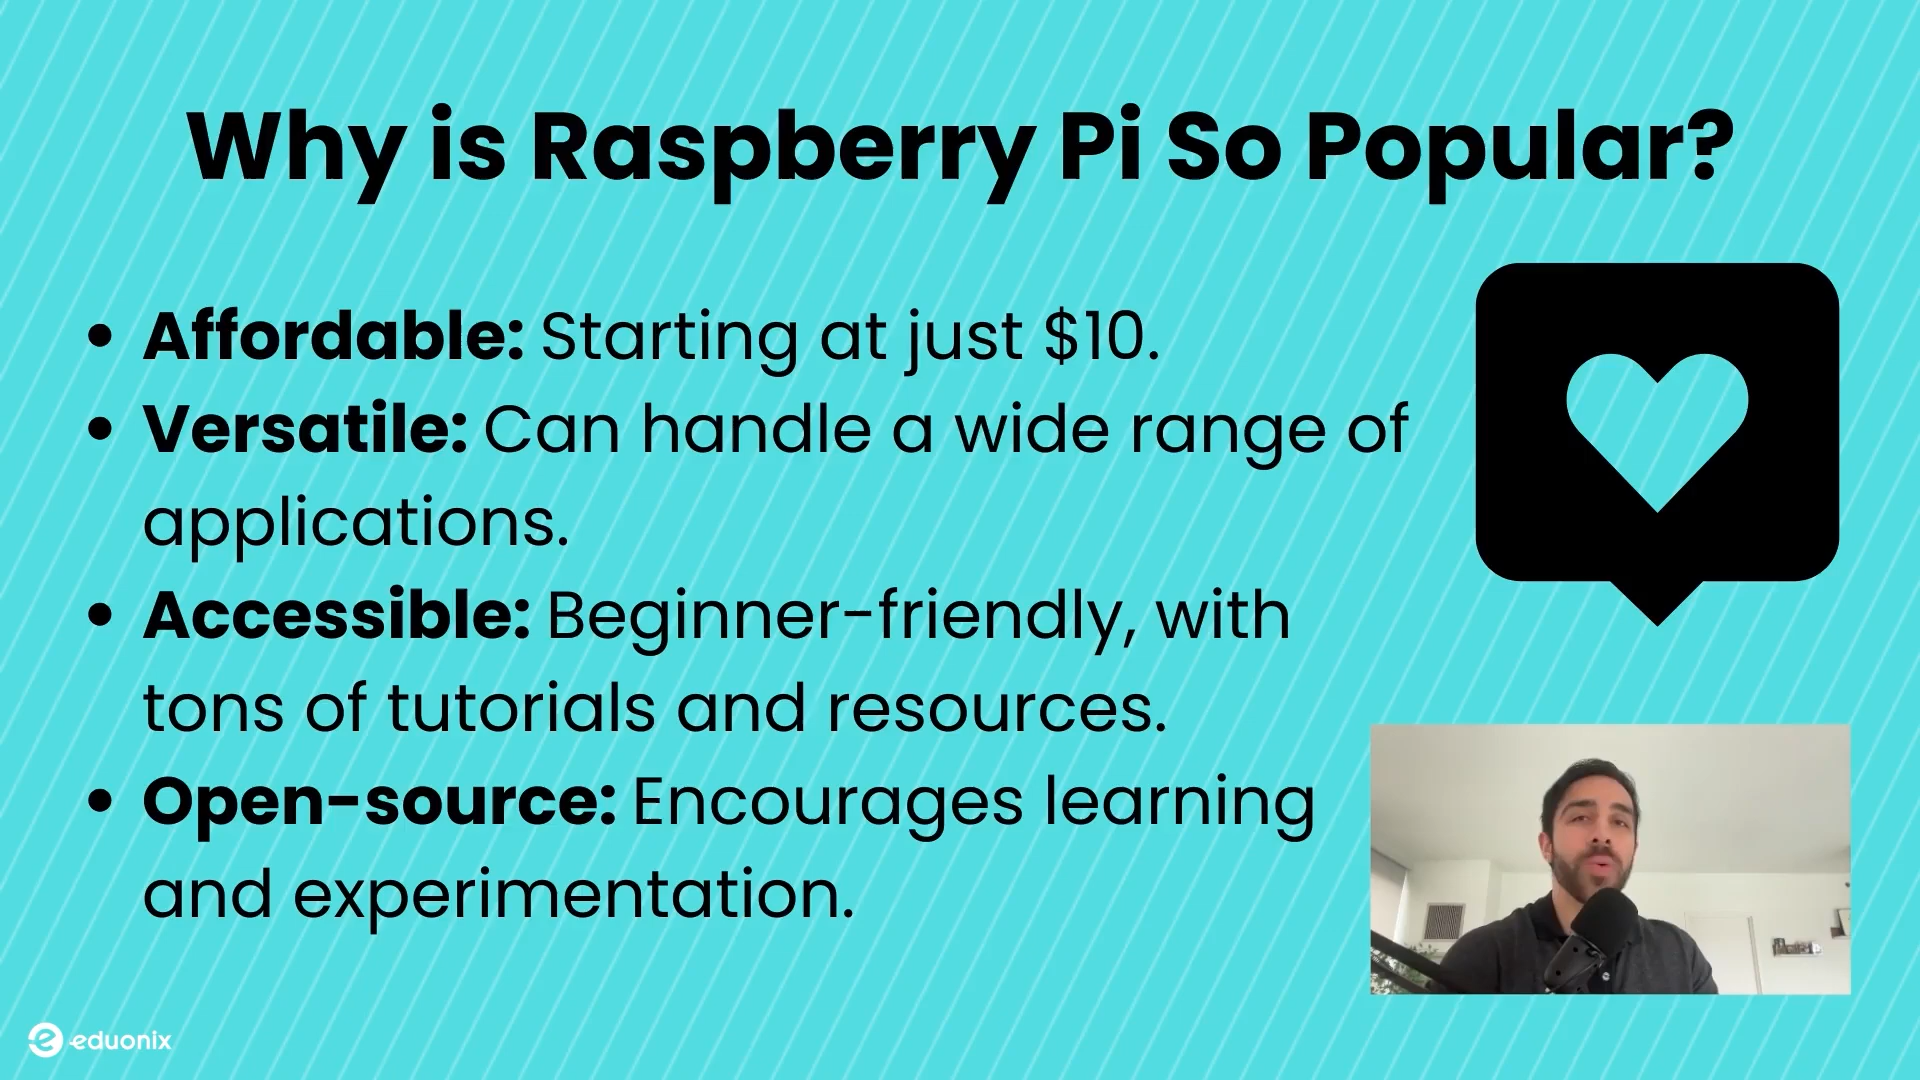 Why is Raspberry Pi So Popular?
• Affordable: Starting at just $10.
• Versatile: Can handle a wide range of
applications.
• Accessible: Beginner-friendly, with
tons of tutorials and resources.
• Open-source: Encourages learning
and experimentation.
eduonix